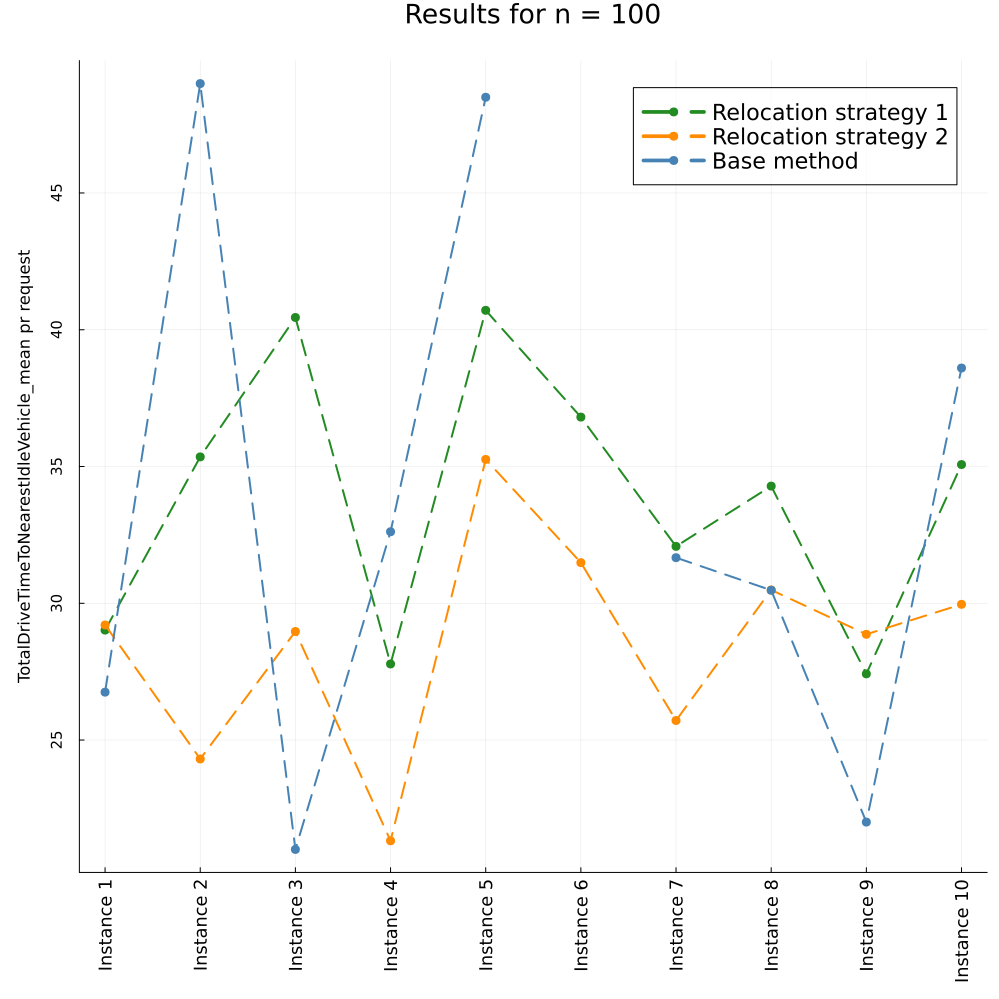 Results for n = 100
TotalDriveTimeToNearestIdleVehicle_mean pr request
45
40
35
30
25
Relocation strategy 1
Relocation strategy 2
Base method
Instance 1
Instance 2
Instance 3
Instance 4
Instance 5
Instance 6
Instance 7
Instance 8
Instance 9
Instance 10